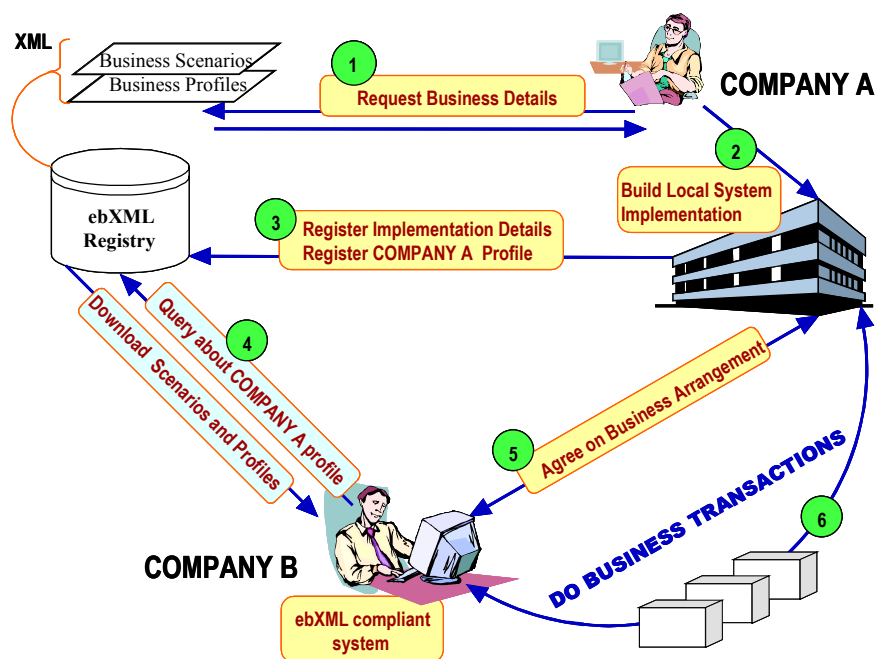 XML
Business Scenarios
Business Profiles
1
Request Business Details
COMPANY A
2
Build Local System
Implementation
ebXML
Registry
3
Register Implementation Details
Register COMPANY A Profile
4
Query about COMPANY A profile
Download Scenarios and Profiles
5
Agree on Business Arrangement
DO BUSINESS TRANSACTIONS
6
COMPANY B
ebXML compliant
system